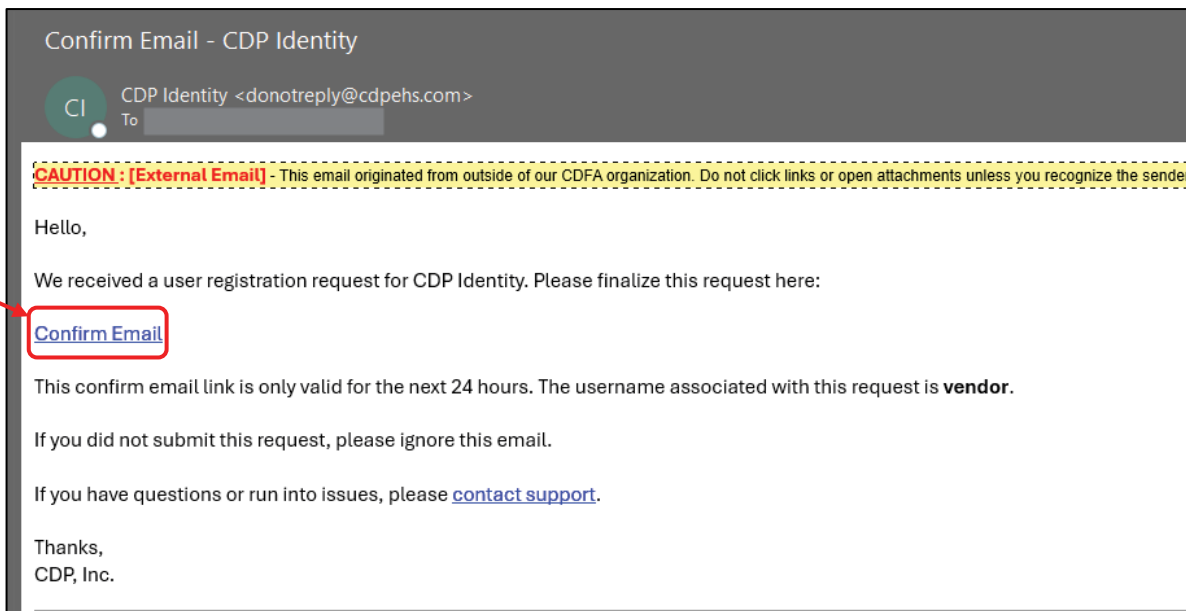 Confirm Email - CDP Identity
CI
CDP Identity <donotreply@cdpehs.com>
To
CAUTION : [External Email] - This email originated from outside of our CDFA organization. Do not click links or open attachments unless you recognize the sender
Hello,
We received a user registration request for CDP Identity. Please finalize this request here:
Confirm Email
This confirm email link is only valid for the next 24 hours. The username associated with this request is vendor.
If you did not submit this request, please ignore this email.
If you have questions or run into issues, please contact support.
Thanks,
CDP, Inc.